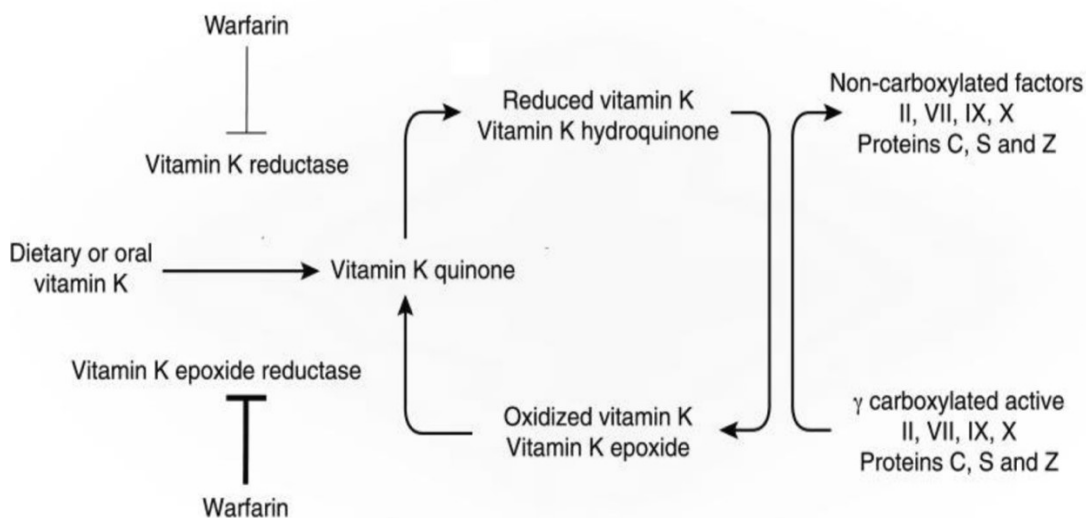 Warfarin
Vitamin K reductase
Dietary or oral
vitamin K
Vitamin K quinone
Reduced vitamin K
Vitamin K hydroquinone
Non-carboxylated factors
II, VII, IX, X
Proteins C, S and Z
Vitamin K epoxide reductase
Warfarin
Oxidized vitamin K
Vitamin K epoxide
γ carboxylated active
II, VII, IX, X
Proteins C, S and Z